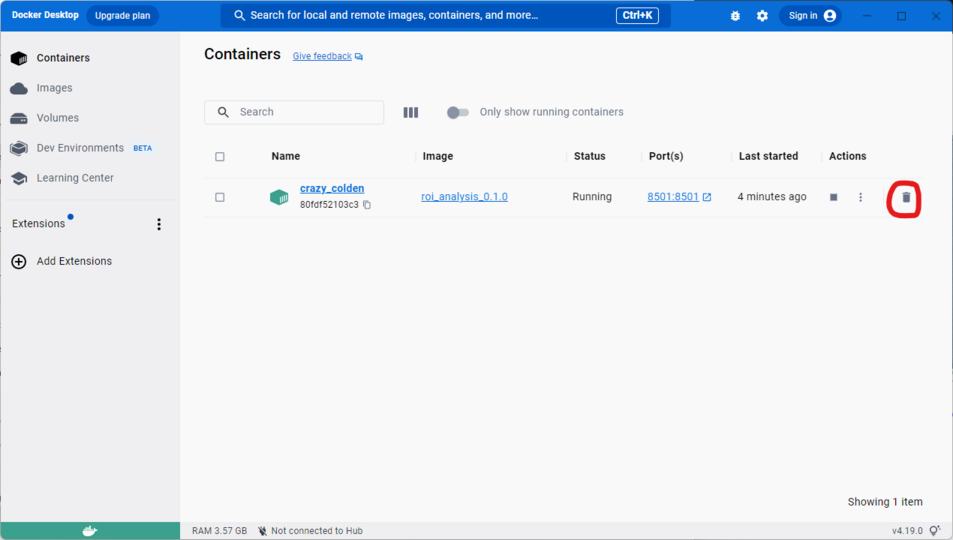 Docker Desktop Upgrade plan Search for local and remote images, containers, and more... Ctrl+K Sign in
Containers
Images
Volumes
Dev Environments BETA
Learning Center
Extensions
Add Extensions
Containers Give feedback
Search Only show running containers
Name Image Status Port(s) Last started Actions
crazy_colden roi_analysis_0.1.0 Running 8501:8501 4 minutes ago
80fdf52103c3
Showing 1 item
RAM 3.57 GB Not connected to Hub v4.19.0